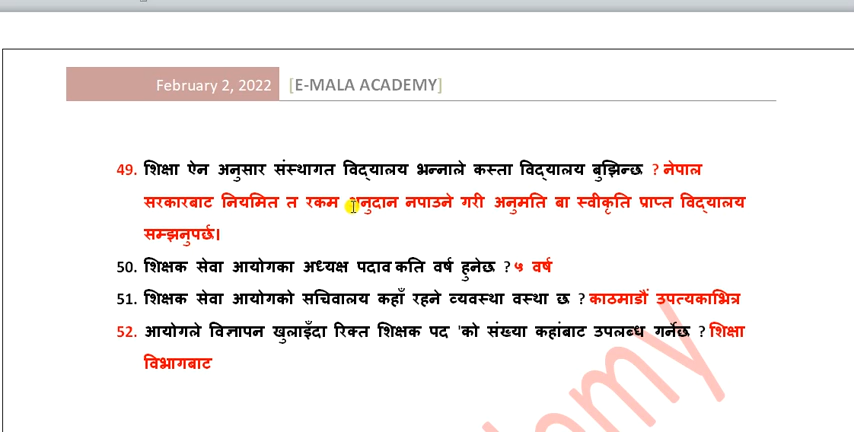 February 2, 2022 [E-MALA ACADEMY]
49. शिक्षा ऐन अनुसार संस्थागत विद्यालय भन्नाले कस्ता विद्यालय बुझिन्छ ? नेपाल
सरकारबाट नियमित त रकम अनुदान नपाउने गरी अनुमति बा स्वीकृति प्राप्त विद्यालय
सम्झनुपर्छ।
50. शिक्षक सेवा आयोगका अध्यक्ष पदाव कति वर्ष हुनेछ ? ५ वर्ष
51. शिक्षक सेवा आयोगको सचिवालय कहाँ रहने व्यवस्था वस्था छ ? काठमाडौं उपत्यकाभित्र
52. आयोगले विज्ञापन खुलाइँदा रिक्त शिक्षक पद 'को संख्या कहांबाट उपलब्ध गर्नेछ ? शिक्षा
विभागबाट